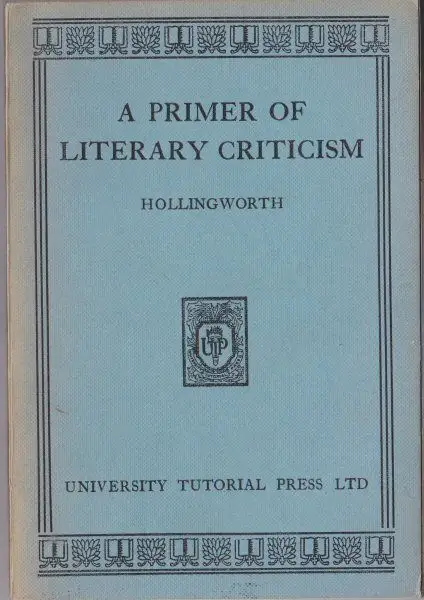 A PRIMER OF
LITERARY CRITICISM
HOLLINGWORTH
UTP
UNIVERSITY TUTORIAL PRESS LTD